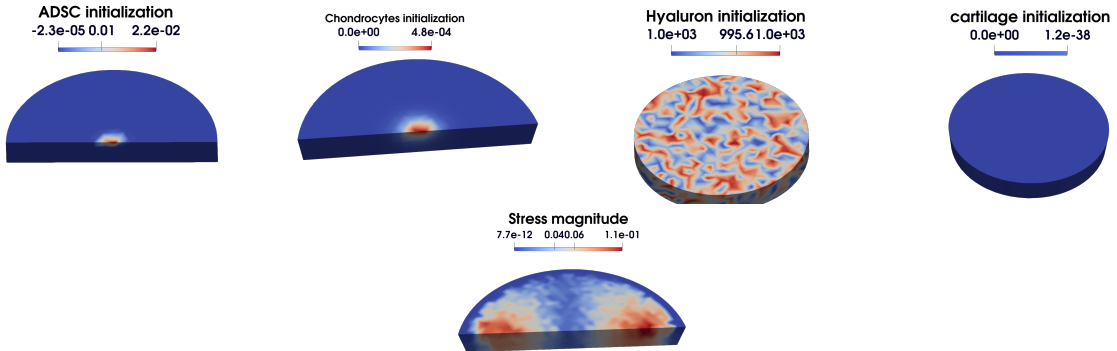 ADSC initialization
-2.3e-05 0.01 2.2e-02
Chondrocytes initialization
0.0e+00 4.8e-04
Hyaluron initialization
1.0e+03 995.6 1.0e+03
cartilage initialization
0.0e+00 1.2e-38
Stress magnitude
7.7e-12 0.04 0.06 1.1e-01